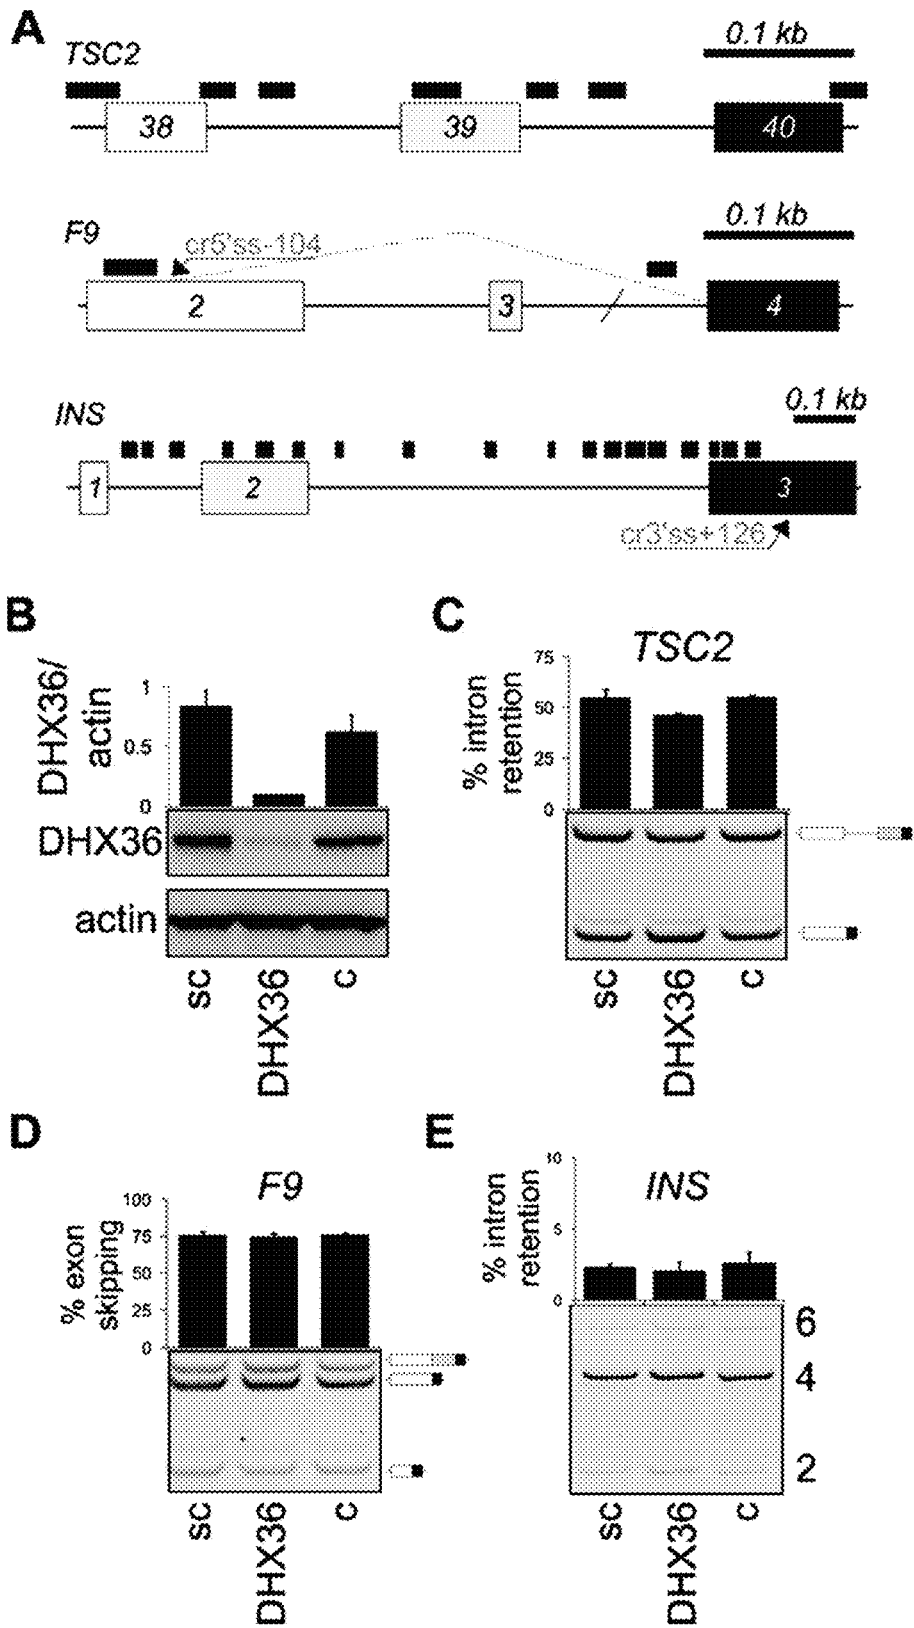 A
TSC2
0.1 kb
38
39
40
F9
0.1 kb
cr5'ss-104
2
3
4
INS
0.1 kb
1
2
3
cr3'ss+126
B
DHX36/
actin
1
0.5
0
DHX36
actin
sc
DHX36
c
C
TSC2
% intron
retention
75
50
25
0
sc
DHX36
c
D
F9
% exon
skipping
100
75
50
25
0
sc
DHX36
c
E
INS
% intron
retention
10
5
0
6
4
2
sc
DHX36
c